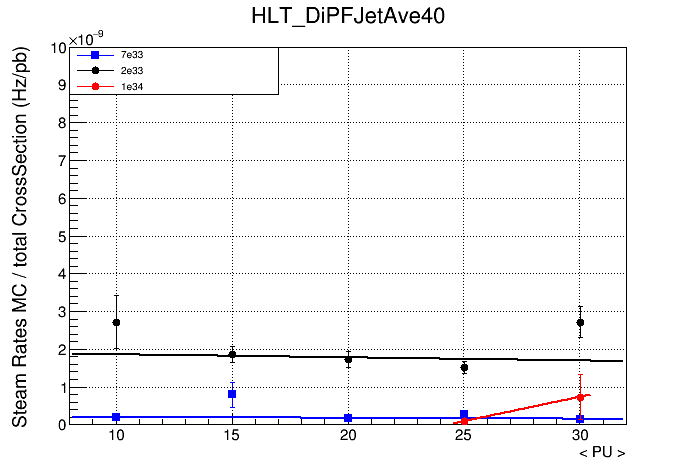 HLT_DiPFJetAve40
×10⁻⁹
Steam Rates MC / total CrossSection (Hz/pb)
7e33
2e33
1e34
10
9
8
7
6
5
4
3
2
1
0
10 15 20 25 30
< PU >